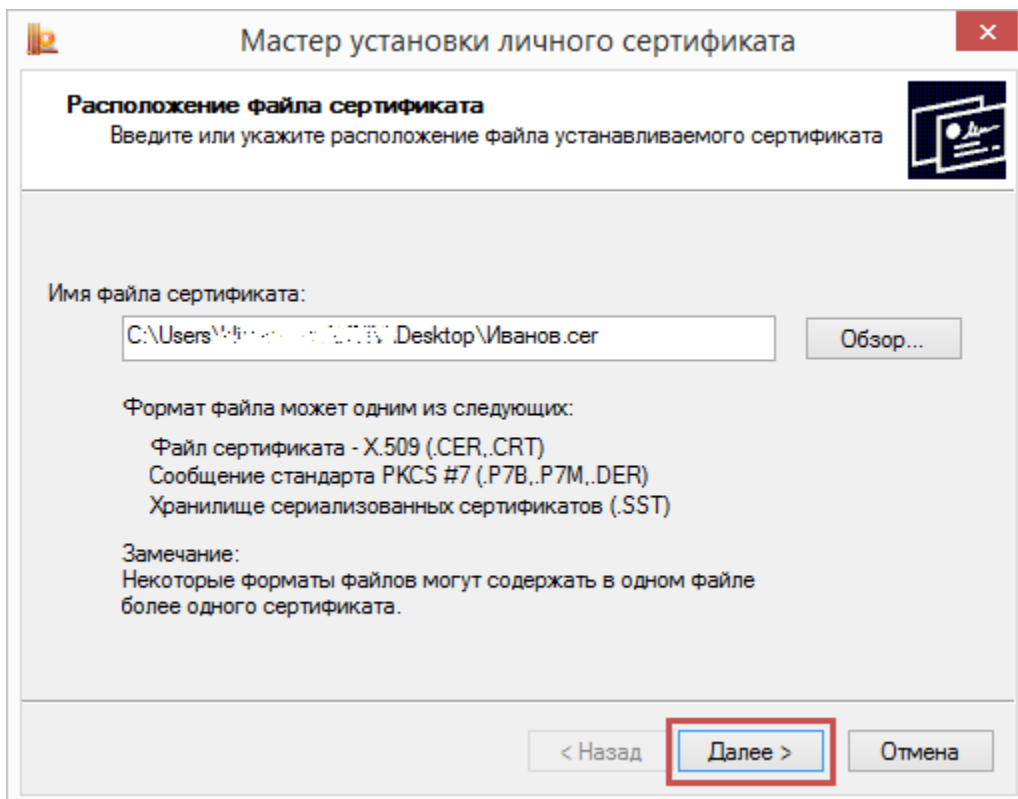 Мастер установки личного сертификата
Расположение файла сертификата
Введите или укажите расположение файла устанавливаемого сертификата
Имя файла сертификата:
C:\Users\ .Desktop\Иванов.cer
Обзор...
Формат файла может одним из следующих:
Файл сертификата - X.509 (.CER,.CRT)
Сообщение стандарта PKCS #7 (.P7B,.P7M,.DER)
Хранилище сериализованных сертификатов (.SST)
Замечание:
Некоторые форматы файлов могут содержать в одном файле
более одного сертификата.
< Назад
Далее >
Отмена